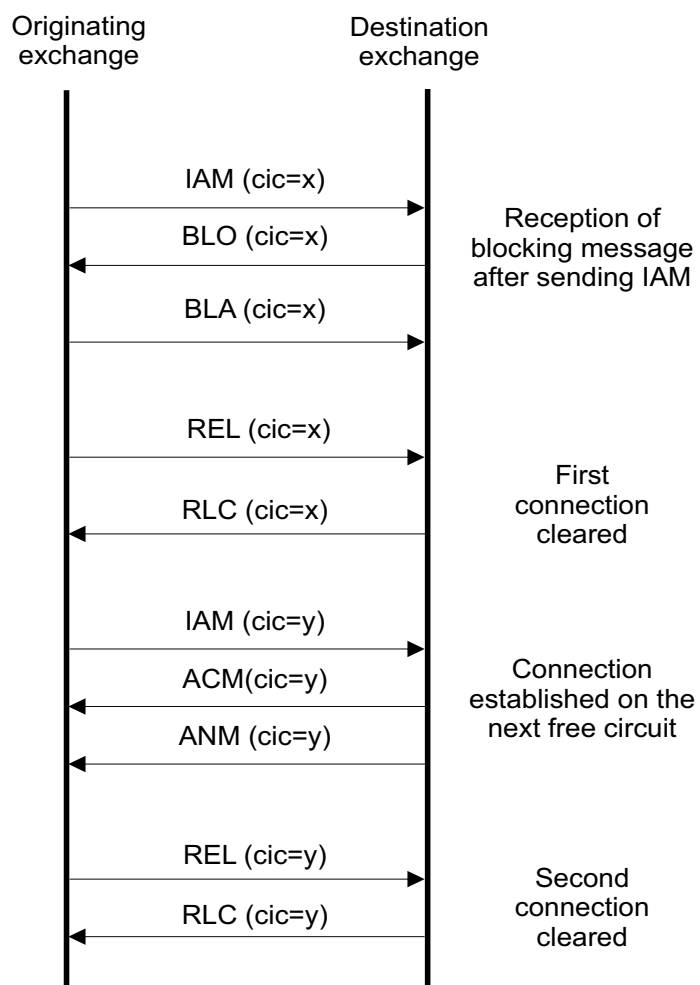 Originating
exchange
Destination
exchange
IAM (cic=x)
BLO (cic=x)
BLA (cic=x)
Reception of
blocking message
after sending IAM
REL (cic=x)
RLC (cic=x)
First
connection
cleared
IAM (cic=y)
ACM(cic=y)
ANM (cic=y)
Connection
established on the
next free circuit
REL (cic=y)
RLC (cic=y)
Second
connection
cleared